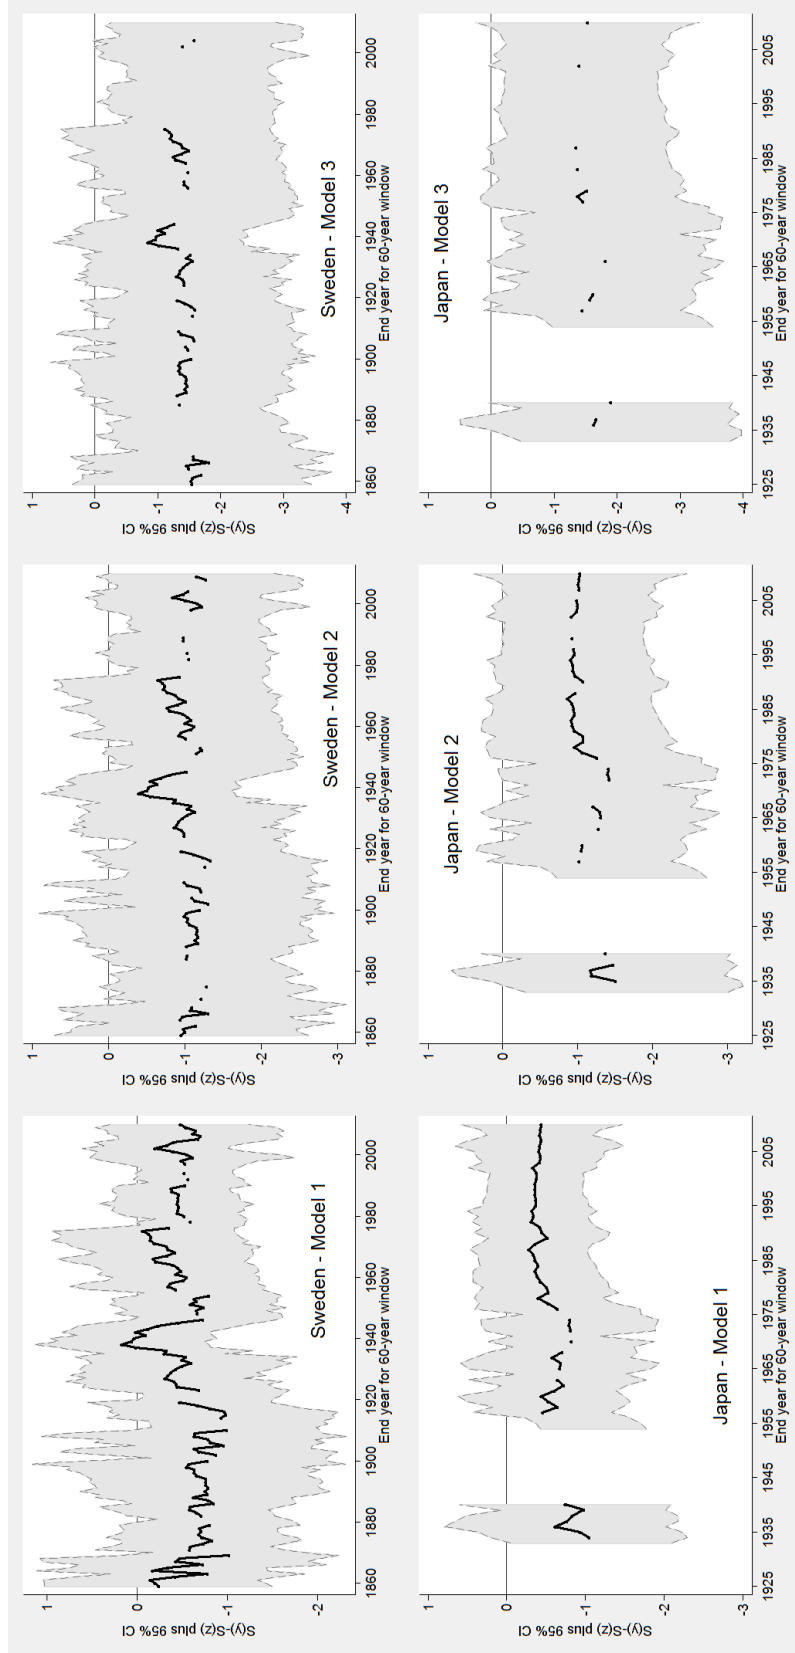 Sweden - Model 1
S(y)-S(z) plus 95% CI
1
0
-1
-2
1860 1880 1900 1920 1940 1960 1980 2000
End year for 60-year window
Sweden - Model 2
S(y)-S(z) plus 95% CI
1
0
-1
-2
-3
1860 1880 1900 1920 1940 1960 1980 2000
End year for 60-year window
Sweden - Model 3
S(y)-S(z) plus 95% CI
1
0
-1
-2
-3
-4
1860 1880 1900 1920 1940 1960 1980 2000
End year for 60-year window
Japan - Model 1
S(y)-S(z) plus 95% CI
1
0
-1
-2
-3
1925 1935 1945 1955 1965 1975 1985 1995 2005
End year for 60-year window
Japan - Model 2
S(y)-S(z) plus 95% CI
1
0
-1
-2
-3
1925 1935 1945 1955 1965 1975 1985 1995 2005
End year for 60-year window
Japan - Model 3
S(y)-S(z) plus 95% CI
1
0
-1
-2
-3
-4
1925 1935 1945 1955 1965 1975 1985 1995 2005
End year for 60-year window